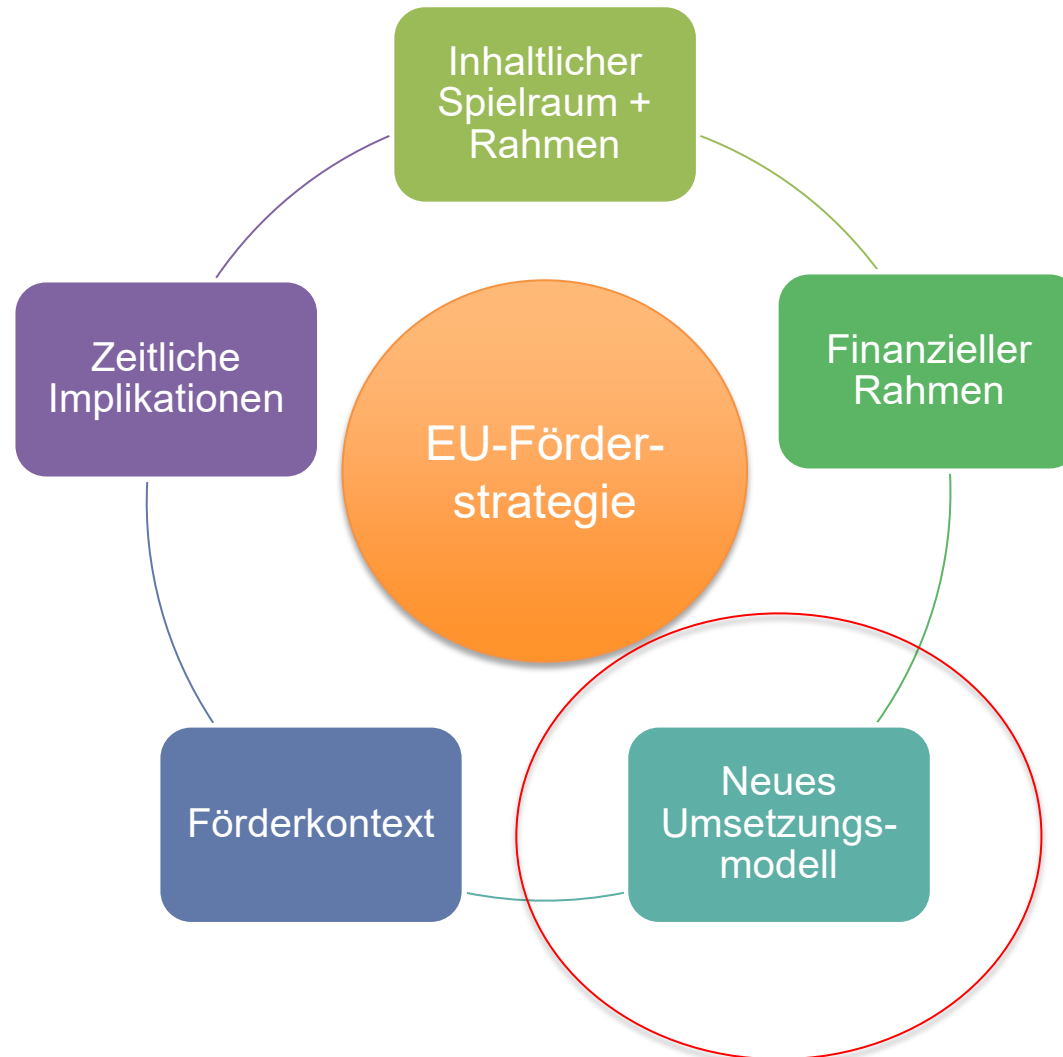 Inhaltlicher
Spielraum +
Rahmen
Finanzieller
Rahmen
Neues
Umsetzungs-
modell
Förderkontext
Zeitliche
Implikationen
EU-Förder-
strategie